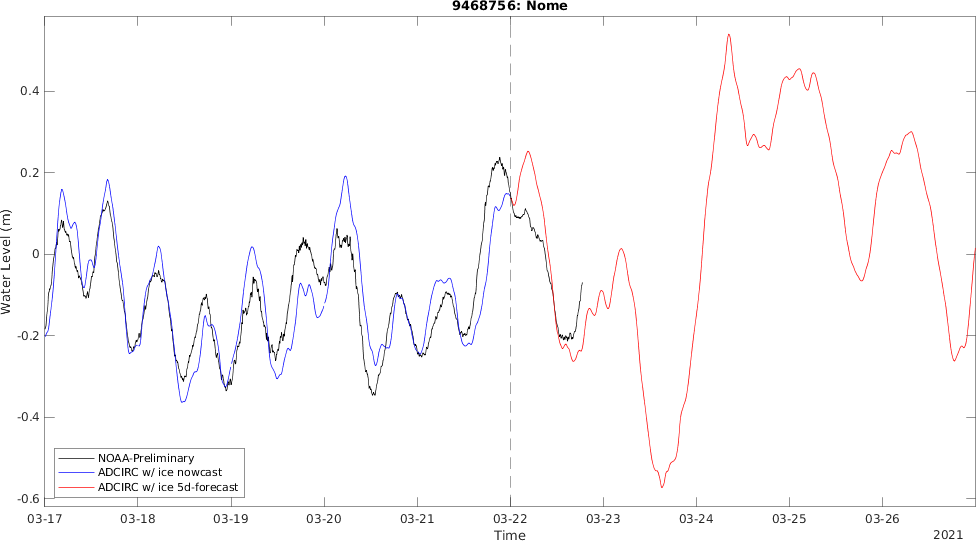 9468756: Nome
0.4
0.2
0
-0.2
-0.4
-0.6
Water Level (m)
NOAA-Preliminary
ADCIRC w/ ice nowcast
ADCIRC w/ ice 5d-forecast
03-17 03-18 03-19 03-20 03-21 03-22 03-23 03-24 03-25 03-26
Time
2021